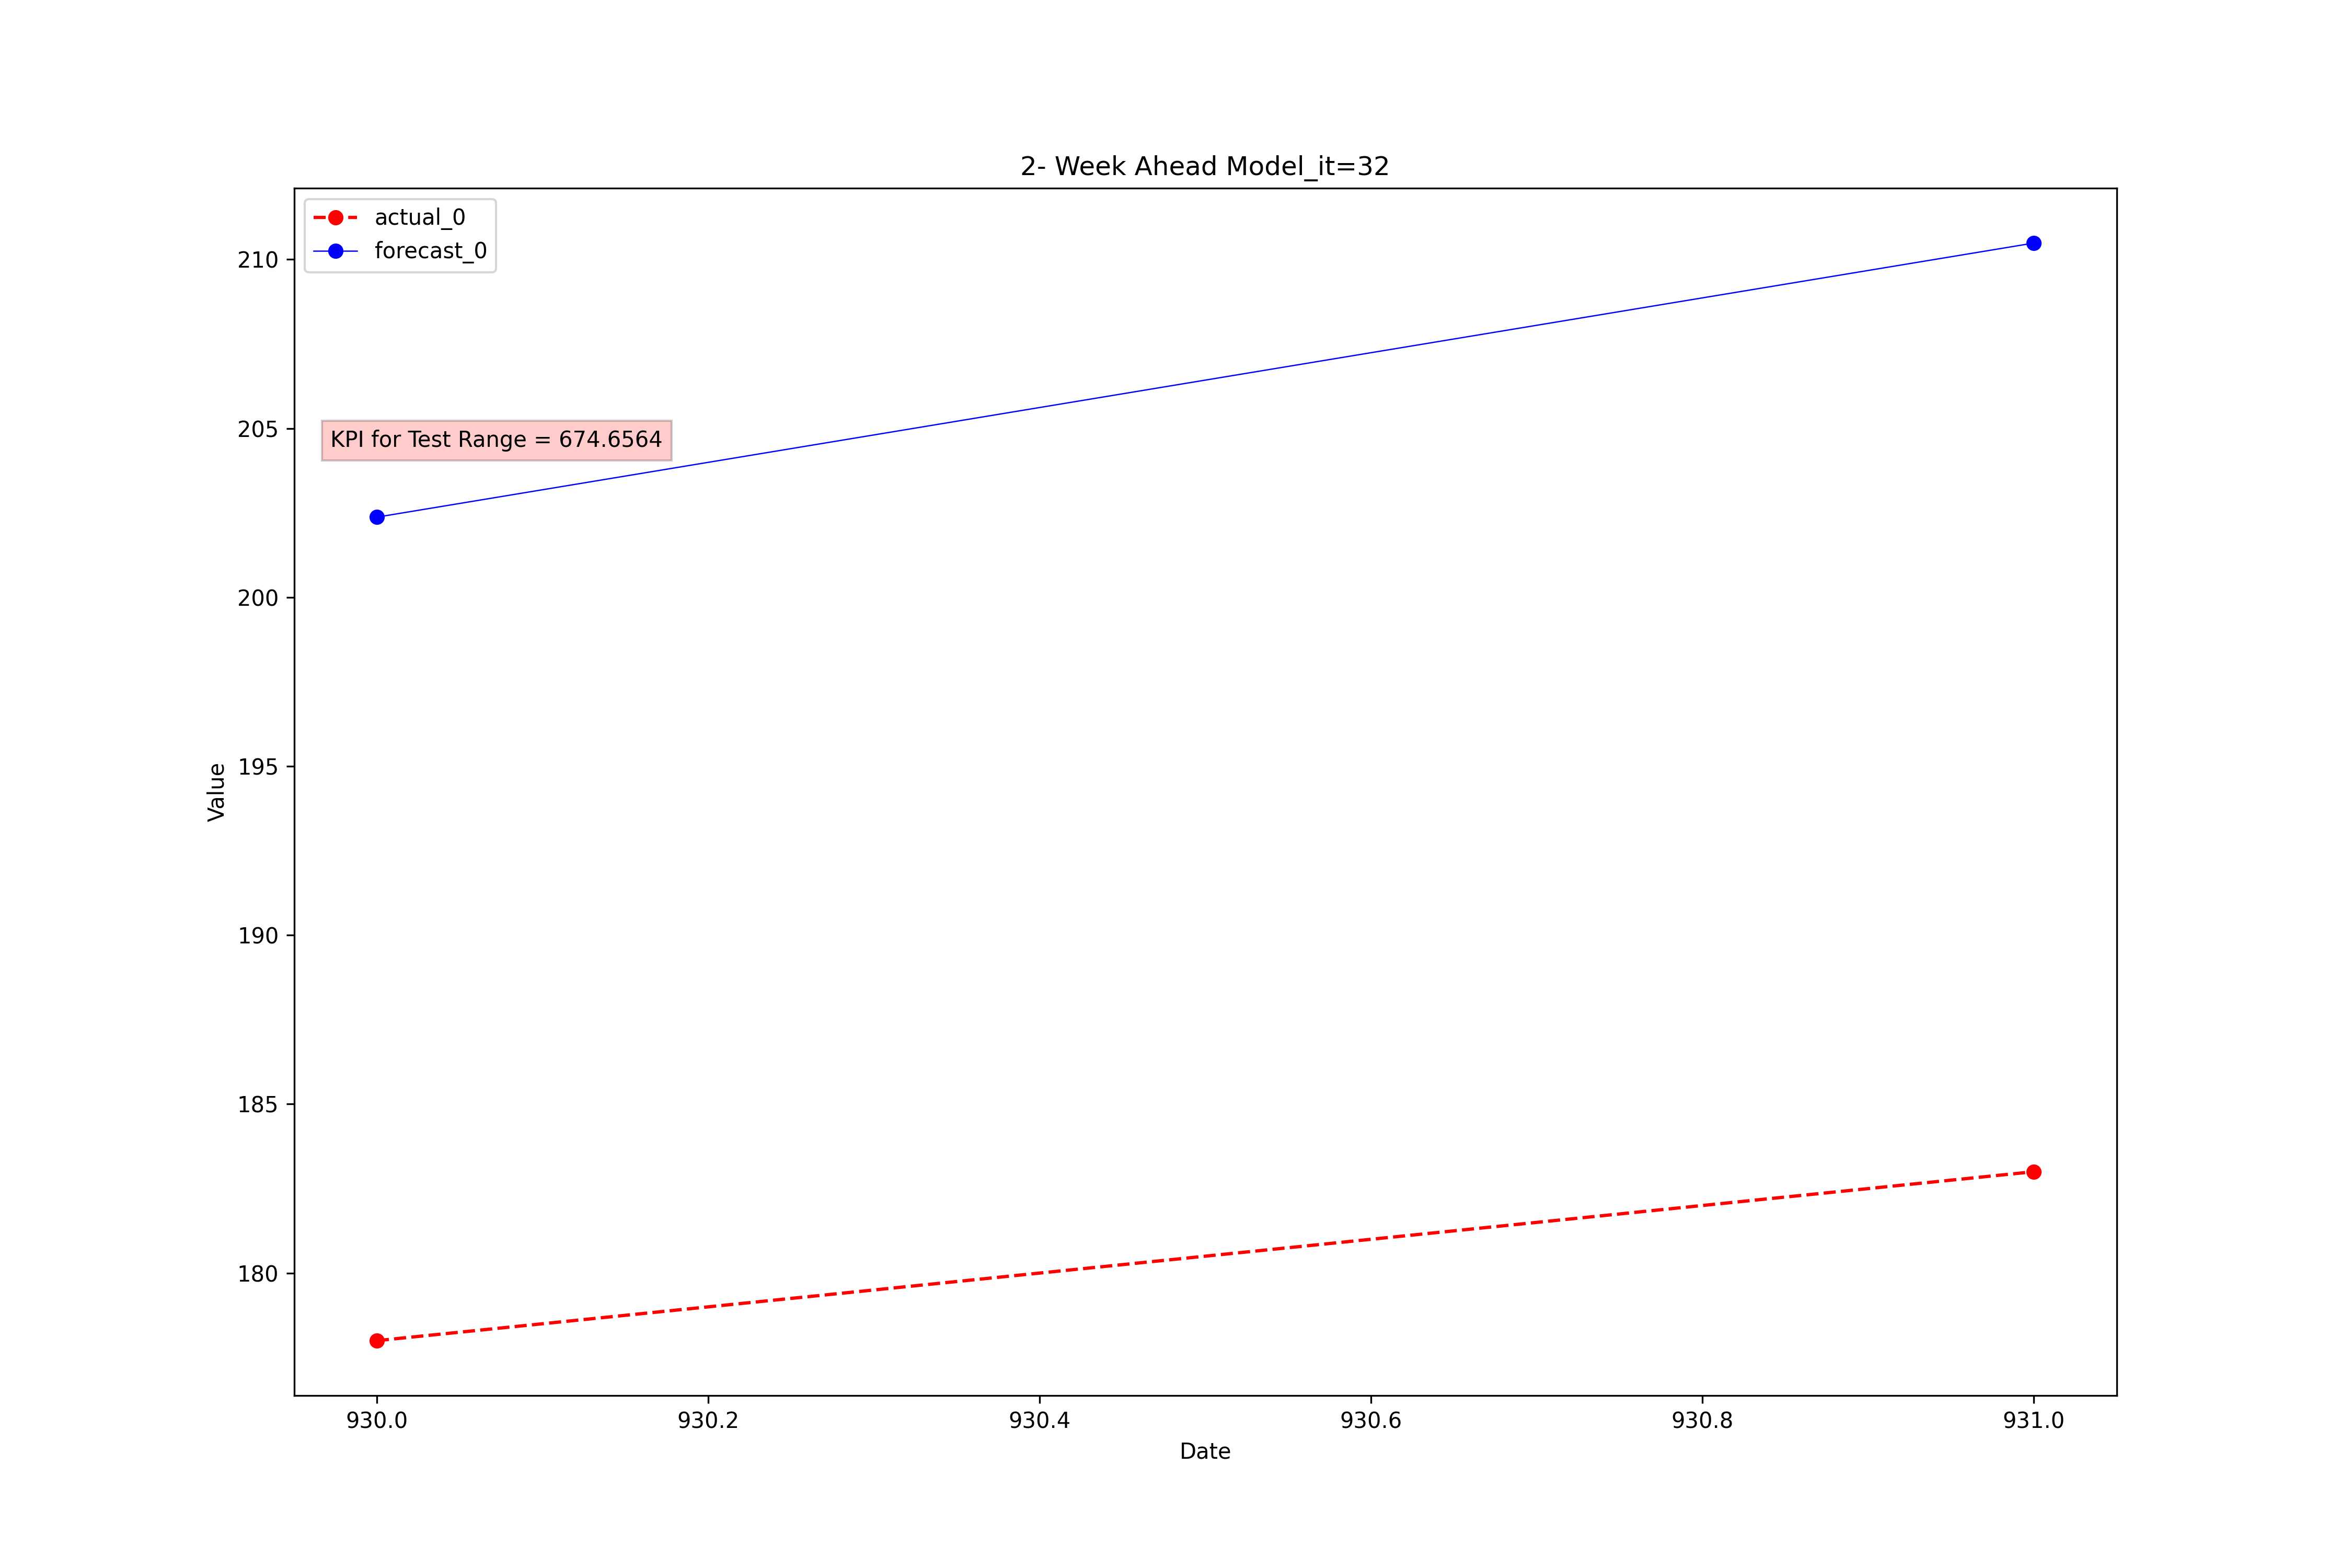 2- Week Ahead Model_it=32
actual_0
forecast_0
KPI for Test Range = 674.6564
210
205
200
195
190
185
180
Value
930.0
930.2
930.4
930.6
930.8
931.0
Date